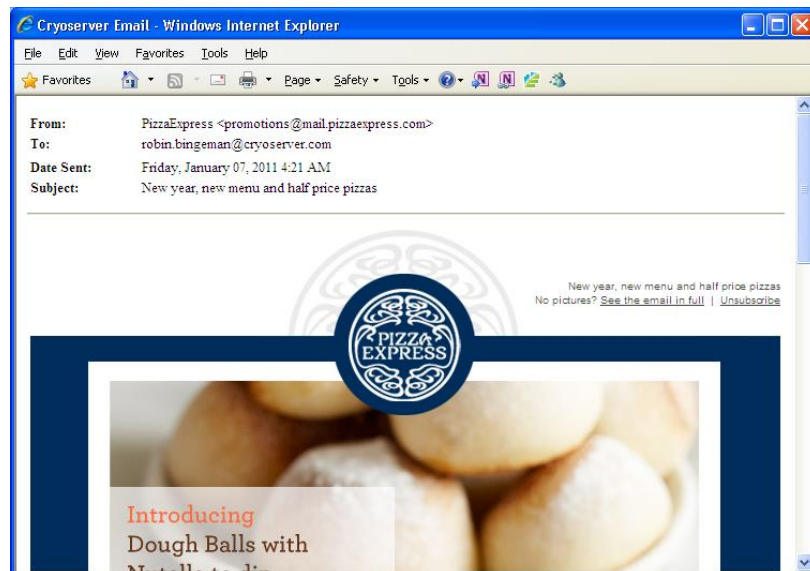 Cryoserver Email - Windows Internet Explorer
File Edit View Favorites Tools Help
Favorites Page Safety Tools
From: PizzaExpress <promotions@mail.pizzaexpress.com>
To: robin.bingeman@cryoserver.com
Date Sent: Friday, January 07, 2011 4:21 AM
Subject: New year, new menu and half price pizzas
New year, new menu and half price pizzas
No pictures? See the email in full | Unsubscribe
PIZZA
EXPRESS
Introducing
Dough Balls with
Nutella to dip